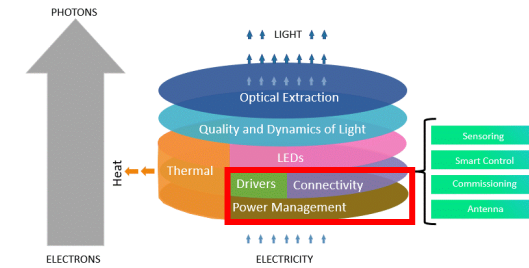 PHOTONS
LIGHT
Optical Extraction
Quality and Dynamics of Light
LEDs
Thermal
Heat
Drivers
Connectivity
Power Management
Sensoring
Smart Control
Commissioning
Antenna
ELECTRONS
ELECTRICITY